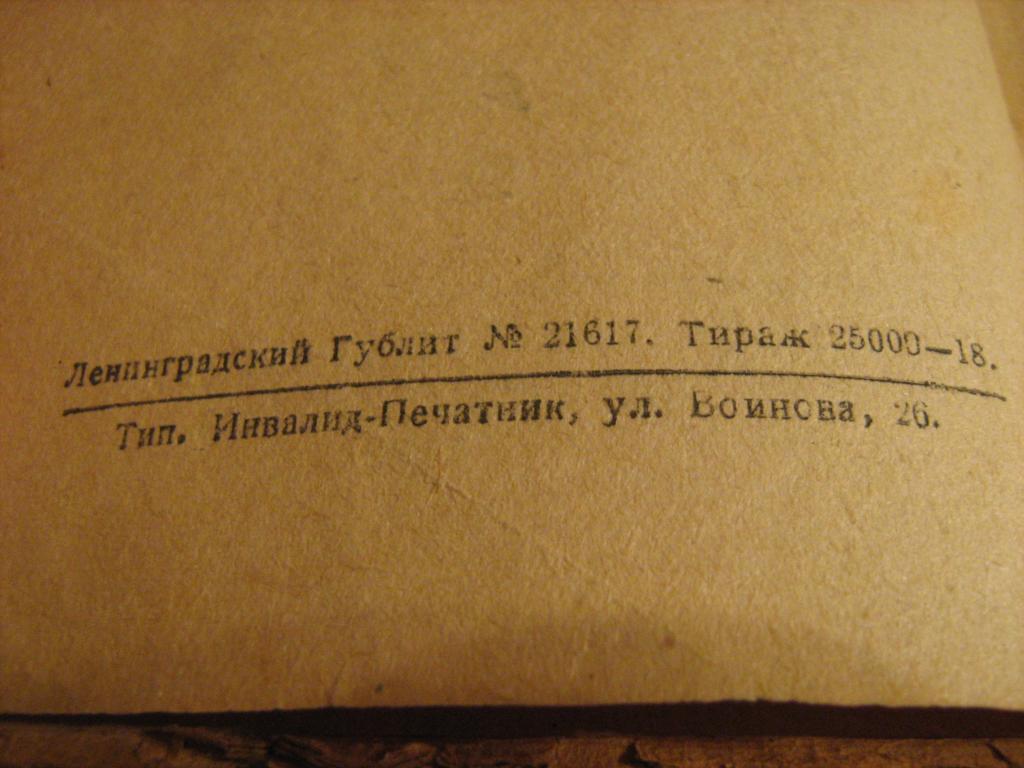 Ленинградский Гублит № 21617. Тираж 25000—18.
Тип. Инвалид-Печатник, ул. Воинова, 26.